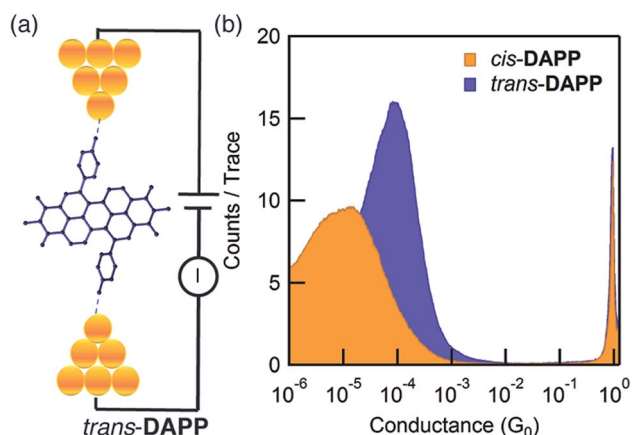 (a)
I
trans-DAPP
(b)
Counts / Trace
20
15
10
5
0
cis-DAPP
trans-DAPP
10⁻⁶ 10⁻⁵ 10⁻⁴ 10⁻³ 10⁻² 10⁻¹ 10⁰
Conductance (G₀)